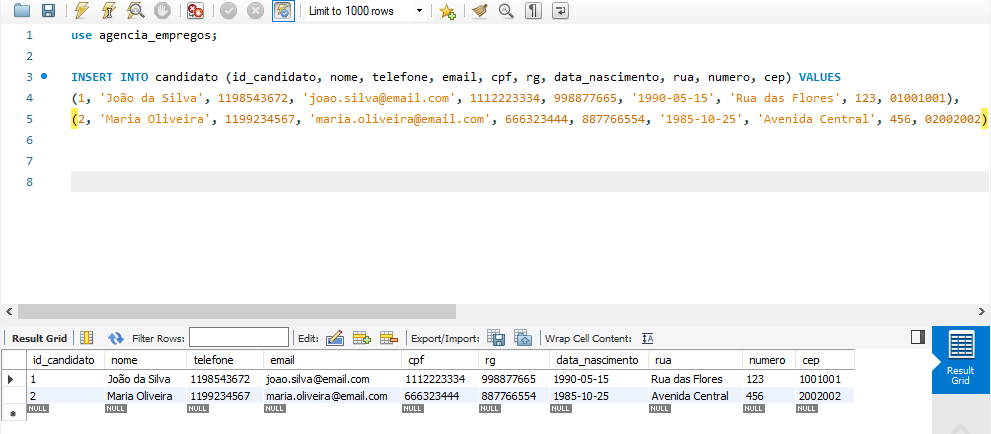 Limit to 1000 rows
1 use agencia_empregos;
2
3 INSERT INTO candidato (id_candidato, nome, telefone, email, cpf, rg, data_nascimento, rua, numero, cep) VALUES
4 (1, 'João da Silva', 1198543672, 'joao.silva@email.com', 1112223334, 998877665, '1990-05-15', 'Rua das Flores', 123, 01001001),
5 (2, 'Maria Oliveira', 1199234567, 'maria.oliveira@email.com', 666323444, 887766554, '1985-10-25', 'Avenida Central', 456, 02002002)
6
7
8
Result Grid Filter Rows: Edit: Export/Import: Wrap Cell Content: IA
id_candidato nome telefone email cpf rg data_nascimento rua numero cep
1 João da Silva 1198543672 joao.silva@email.com 1112223334 998877665 1990-05-15 Rua das Flores 123 1001001
2 Maria Oliveira 1199234567 maria.oliveira@email.com 666323444 887766554 1985-10-25 Avenida Central 456 2002002
NULL NULL NULL NULL NULL NULL NULL NULL NULL NULL
Result
Grid